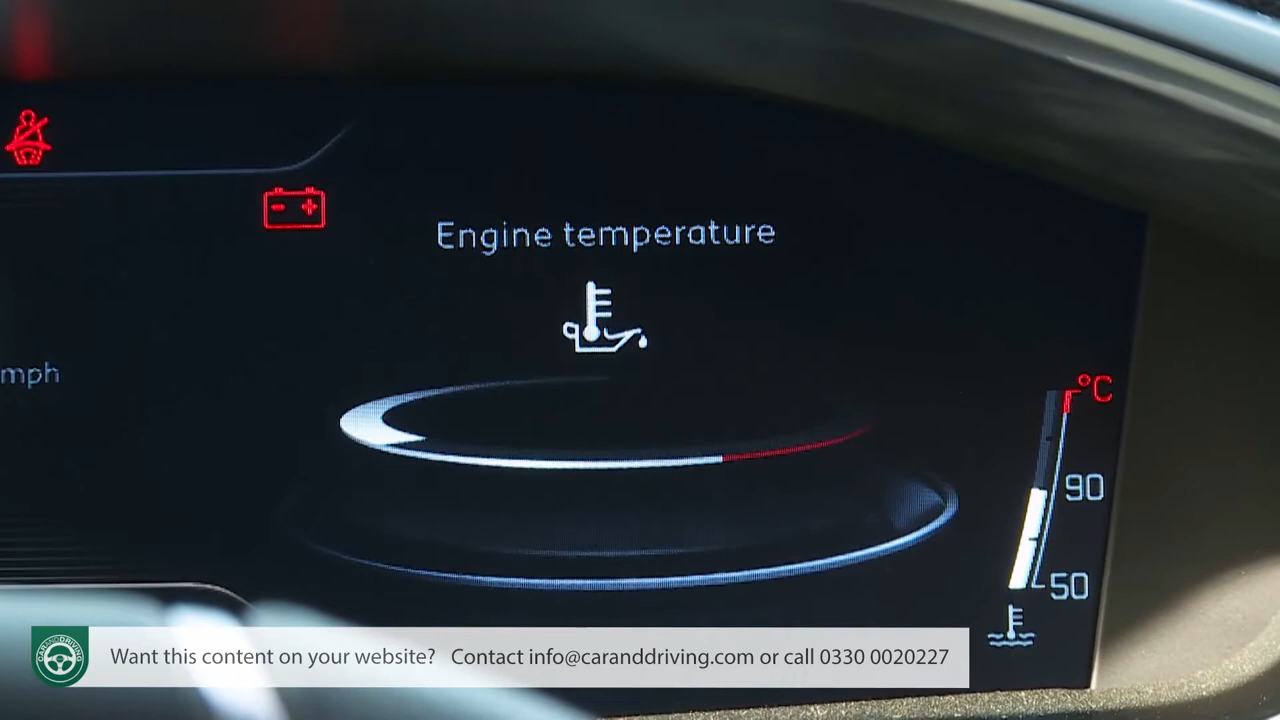 Engine temperature
mph
°C
90
50
CARANDDRIVING
Want this content on your website? Contact info@caranddriving.com or call 0330 0020227